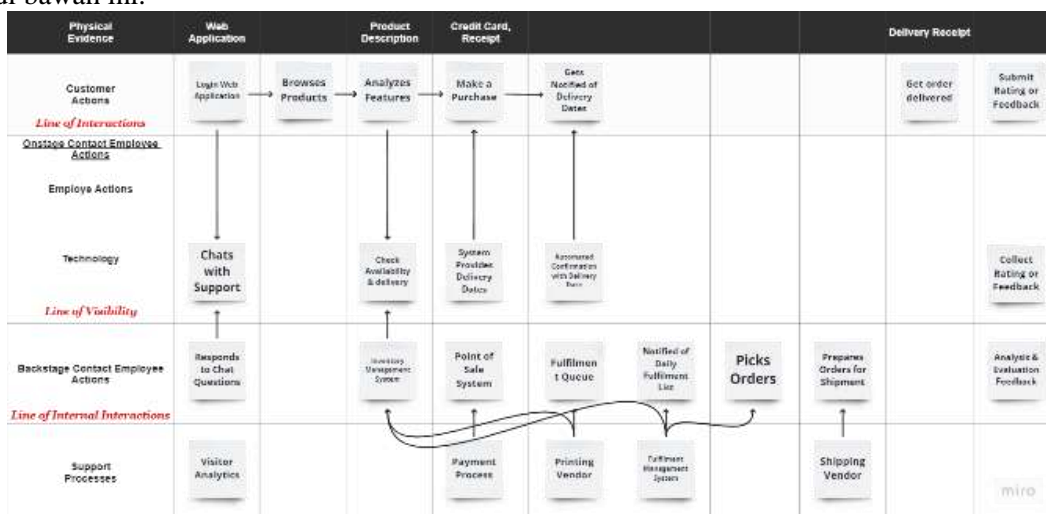 di bawah ini.
Physical
Evidence
Web
Application
Product
Description
Credit Card,
Receipt
Delivery Receipt
Customer
Actions
Login Web
Application
Browses
Products
Analyzes
Features
Make a
Purchase
Gets
Notified of
Delivery
Dates
Get order
delivered
Submit
Rating or
Feedback
Line of Interactions
Onstage Contact Employee
Actions
Employe Actions
Technology
Chats
with
Support
Check
Availability
& delivery
System
Provides
Delivery
Dates
Automated
Confirmation
with Delivery
Date
Collect
Rating or
Feedback
Line of Visibility
Backstage Contact Employee
Actions
Responds
to Chat
Questions
Inventory
Management
System
Point of
Sale
System
Fulfilmen
t Queue
Notified of
Daily
Fulfillment
List
Picks
Orders
Prepares
Orders for
Shipment
Analysis &
Evaluation
Feedback
Line of Internal Interactions
Support
Processes
Visitor
Analytics
Payment
Process
Printing
Vendor
Fulfilment
Management
System
Shipping
Vendor
miro